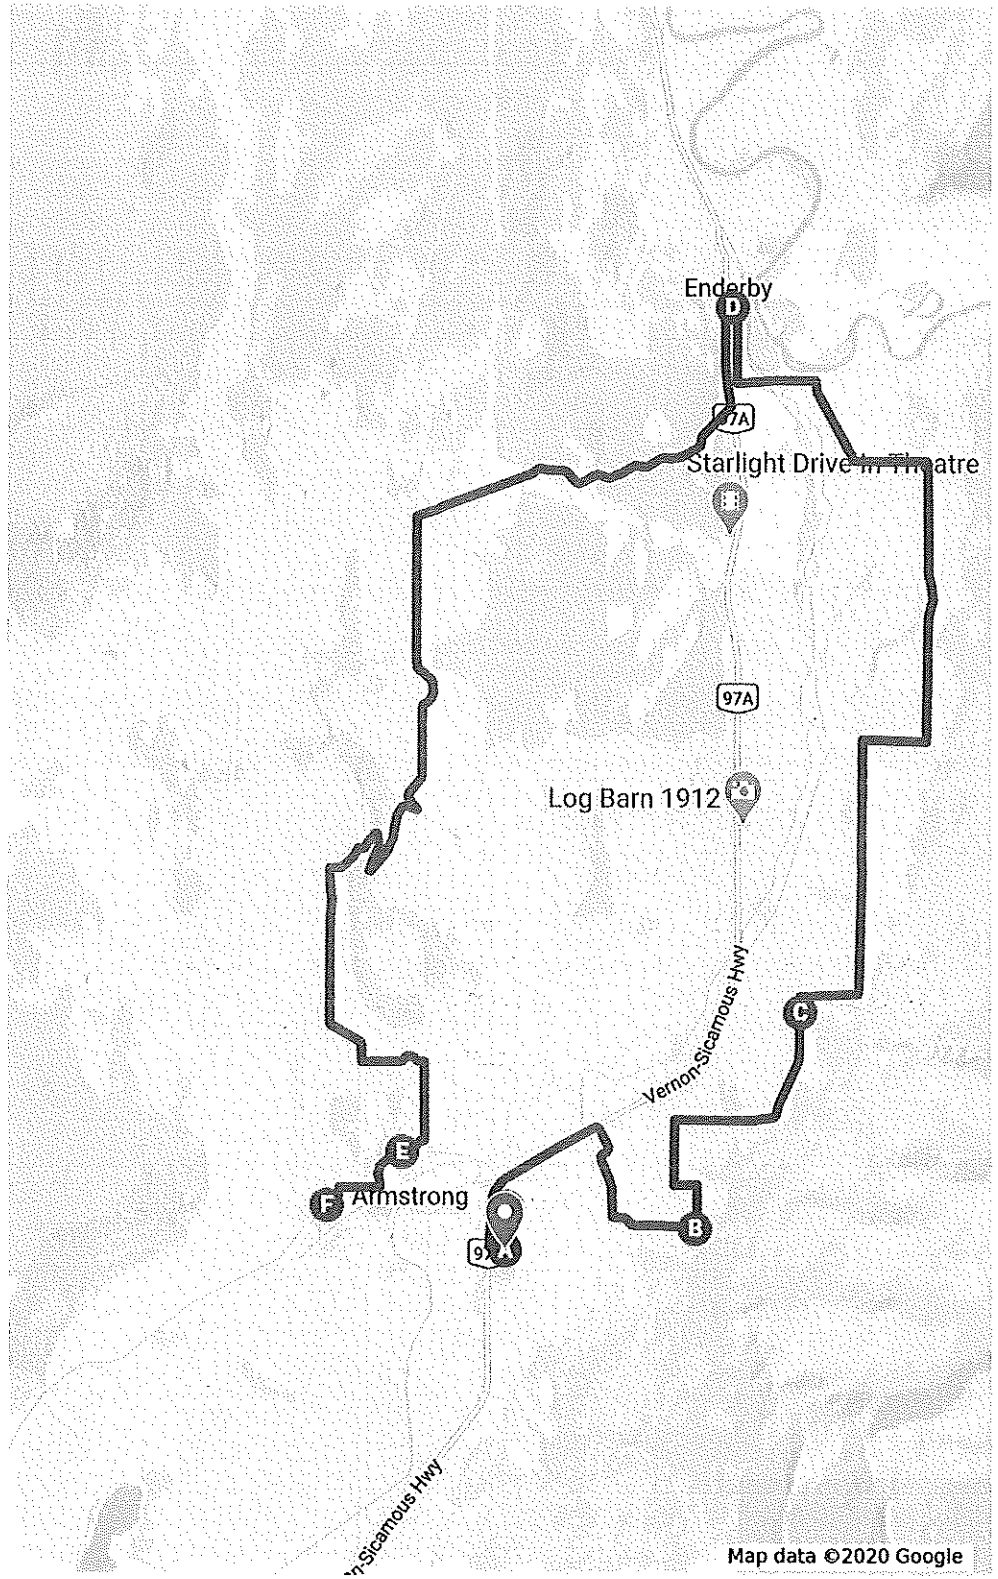 Enderby
D
97A
Starlight Drive In Theatre
97A
Log Barn 1912
Vernon-Sicamous Hwy
C
E
F
Armstrong
B
97
A
n-Sicamous Hwy
Map data ©2020 Google